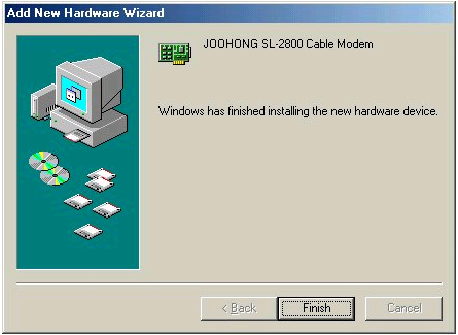 Add New Hardware Wizard
JOOHONG SL-2800 Cable Modem
Windows has finished installing the new hardware device.
< Back
Finish
Cancel